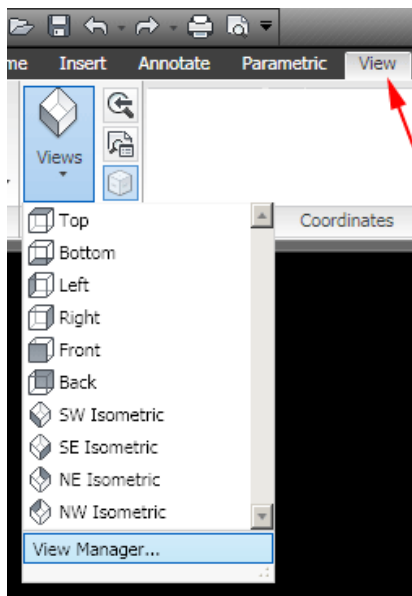 me Insert Annotate Parametric View
Views
Coordinates
Top
Bottom
Left
Right
Front
Back
SW Isometric
SE Isometric
NE Isometric
NW Isometric
View Manager...